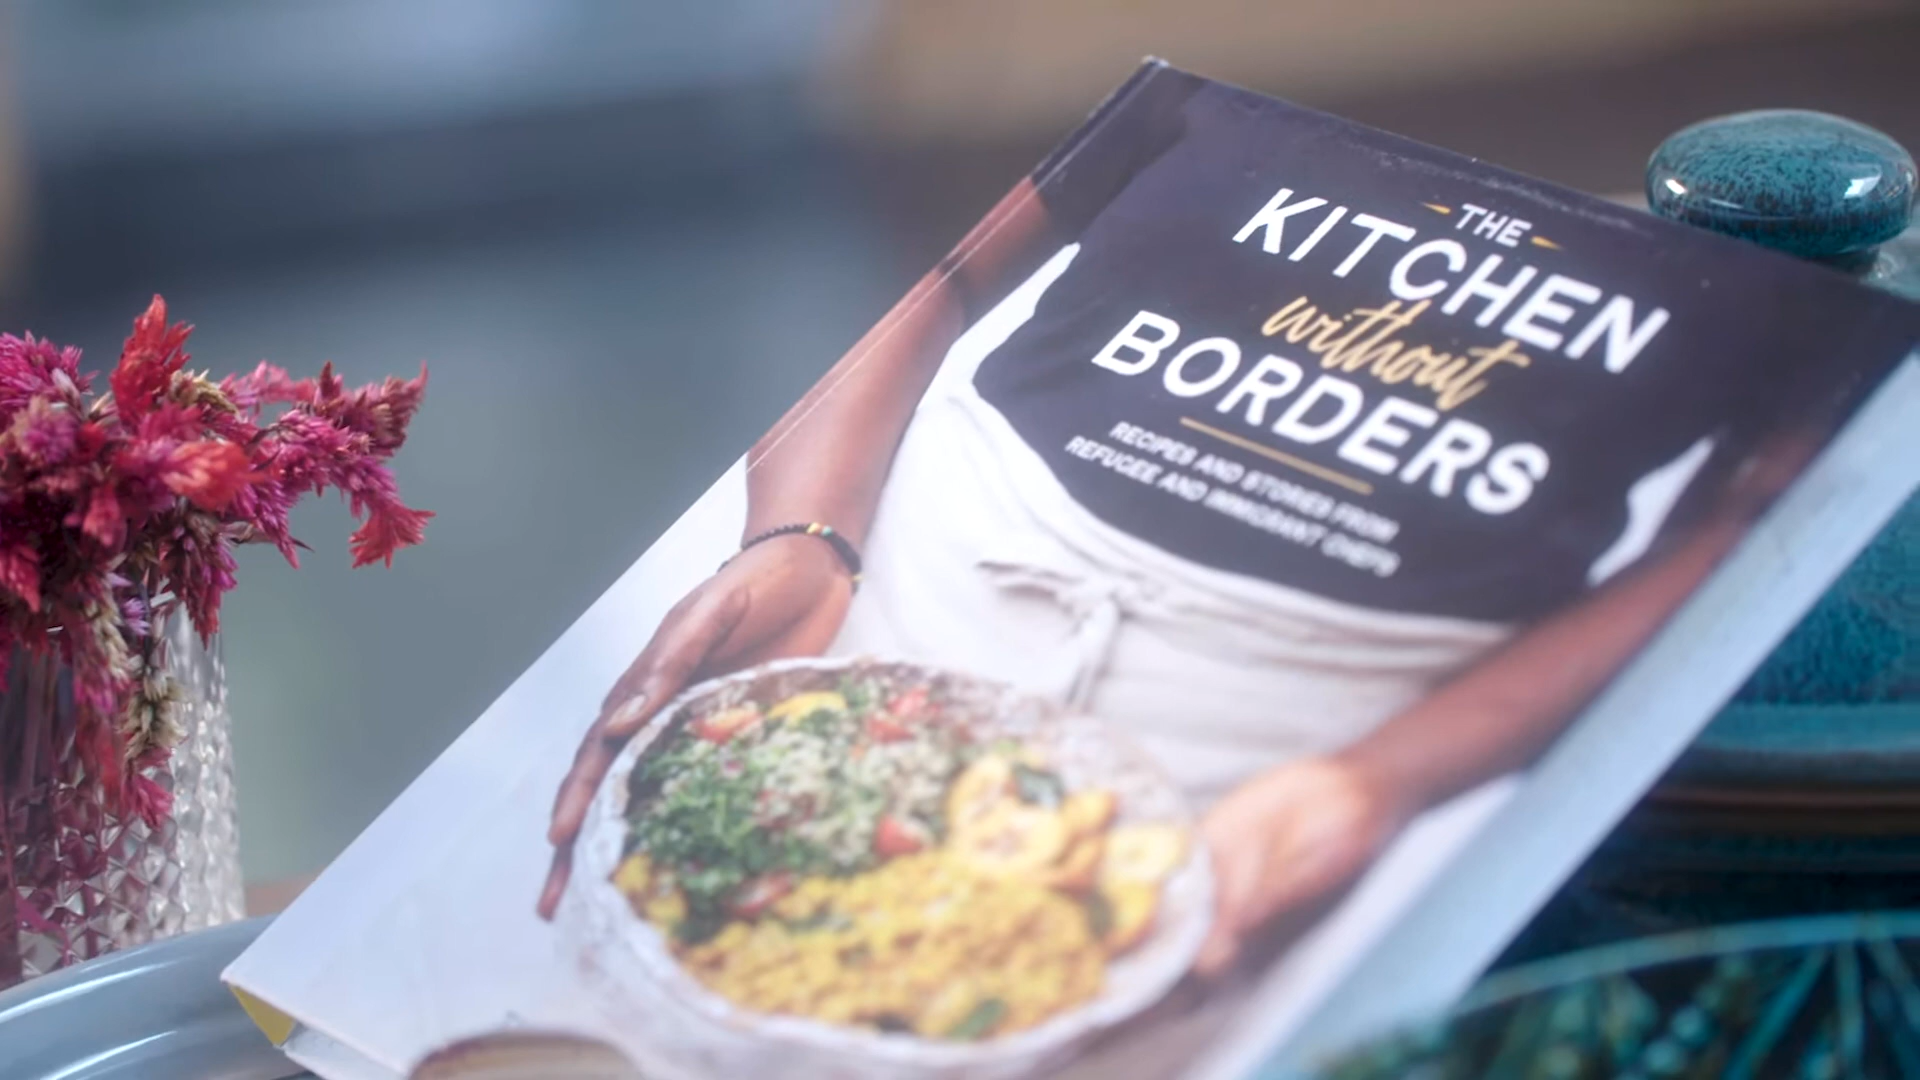 THE
KITCHEN
without
BORDERS
RECIPES AND STORIES FROM
REFUGEE AND IMMIGRANT CHEFS